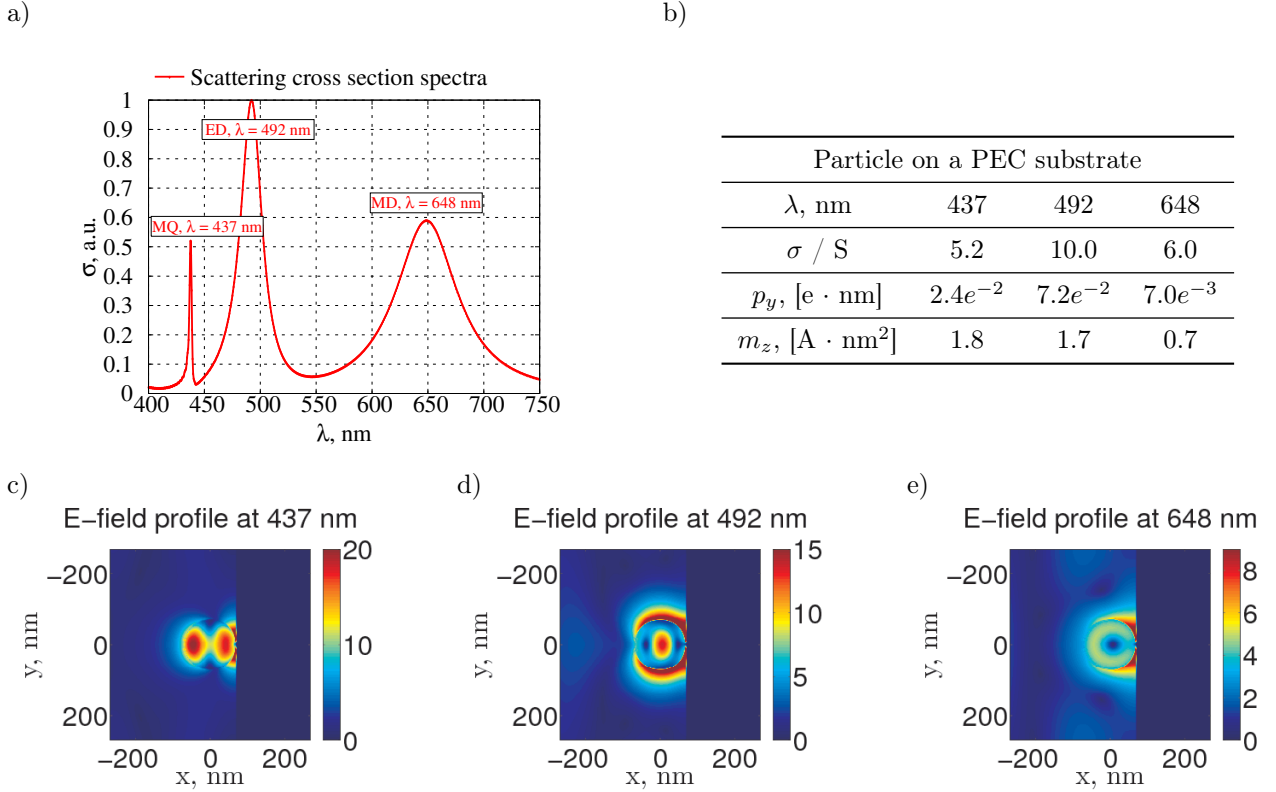 a)
b)
Scattering cross section spectra
σ, a.u.
1
0.9
0.8
0.7
0.6
0.5
0.4
0.3
0.2
0.1
0
ED, λ = 492 nm
MD, λ = 648 nm
MQ, λ = 437 nm
400 450 500 550 600 650 700 750
λ, nm
Particle on a PEC substrate
λ, nm 437 492 648
σ / S 5.2 10.0 6.0
p_y, [e · nm] 2.4e⁻² 7.2e⁻² 7.0e⁻³
m_z, [A · nm²] 1.8 1.7 0.7
c)
E−field profile at 437 nm
y, nm
−200
0
200
−200 0 200
x, nm
20
10
0
d)
E−field profile at 492 nm
y, nm
−200
0
200
−200 0 200
x, nm
15
10
5
0
e)
E−field profile at 648 nm
y, nm
−200
0
200
−200 0 200
x, nm
8
6
4
2
0